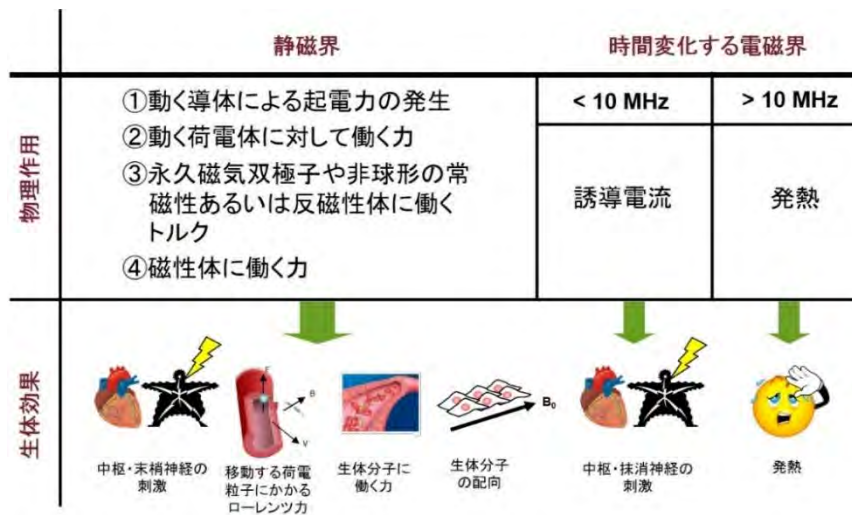 静磁界
時間変化する電磁界
物理作用
①動く導体による起電力の発生
②動く荷電体に対して働く力
③永久磁気双極子や非球形の常
磁性あるいは反磁性体に働く
トルク
④磁性体に働く力
< 10 MHz
> 10 MHz
誘導電流
発熱
生体効果
F
B
V
B₀
中枢・末梢神経の
刺激
移動する荷電
粒子にかかる
ローレンツ力
生体分子に
働く力
生体分子
の配向
中枢・抹消神経の
刺激
発熱